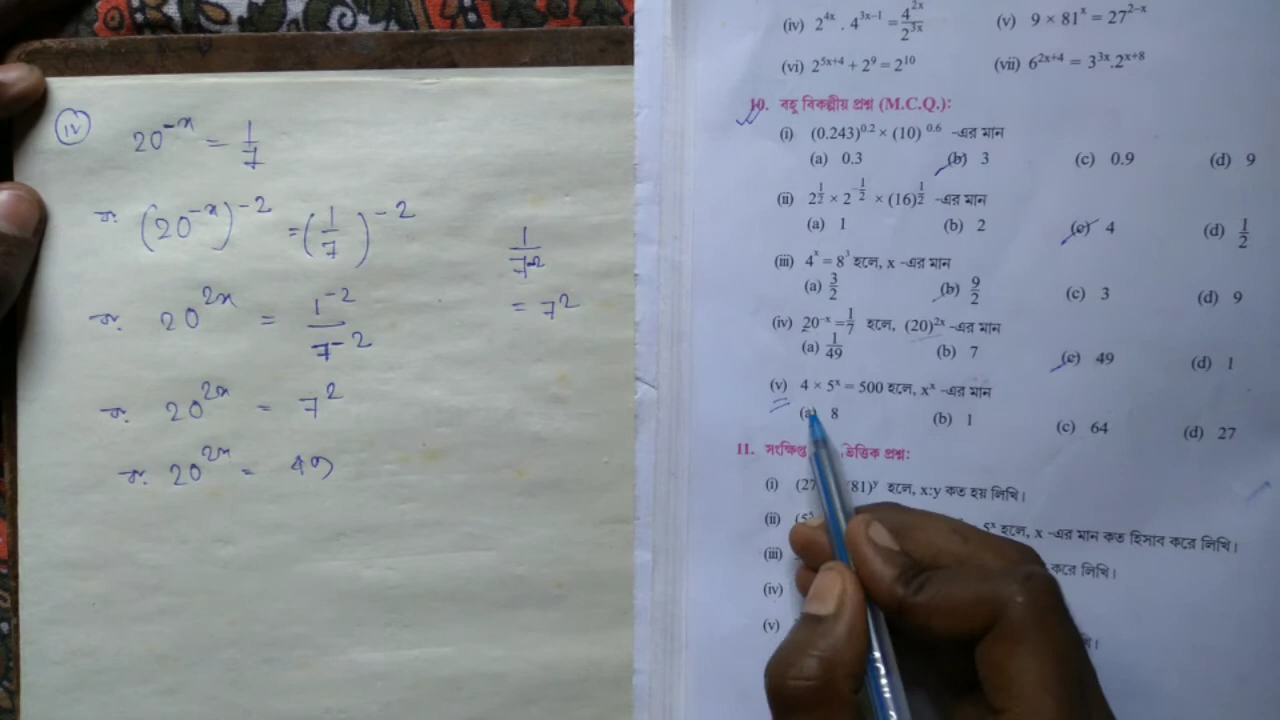 (iv) 20^{-x} = 1/7
বা, (20^{-x})^{-2} = (1/7)^{-2}
বা, 20^{2x} = 1^{-2}/7^{-2}
বা, 20^{2x} = 7^2
বা, 20^{2x} = 49
1/7^{-2}
= 7^2
(iv) 2^{4x} . 4^{3x-1} = 4^{2x}/2^{3x} (v) 9 × 81^x = 27^{2-x}
(vi) 2^{5x+4} + 2^9 = 2^{10} (vii) 6^{2x+4} = 3^{3x}.2^{x+8}
10. বহু বিকল্পীয় প্রশ্ন (M.C.Q.):
(i) (0.243)^{0.2} × (10)^{0.6} -এর মান
(a) 0.3 (b) 3 (c) 0.9 (d) 9
(ii) 2^{1/2} × 2^{-1/2} × (16)^{1/2} -এর মান
(a) 1 (b) 2 (c) 4 (d) 1/2
(iii) 4^x = 8^3 হলে, x -এর মান
(a) 3/2 (b) 9/2 (c) 3 (d) 9
(iv) 20^{-x} = 1/7 হলে, (20)^{2x} -এর মান
(a) 1/49 (b) 7 (c) 49 (d) 1
(v) 4 × 5^x = 500 হলে, x^x -এর মান
(a) 8 (b) 1 (c) 64 (d) 27
11. সংক্ষিপ্ত প্রশ্ন:
(i) (27 (81)^y হলে, x:y কত হয় লিখি।
(ii) (5^5 5^x হলে, x -এর মান কত হিসাব করে লিখি।
(iii) করে লিখি।
(iv)
(v)